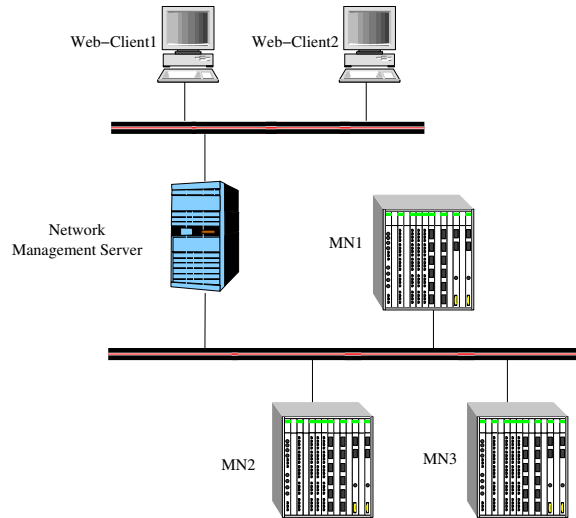 Web−Client1
Web−Client2
Network
Management Server
MN1
MN2
MN3